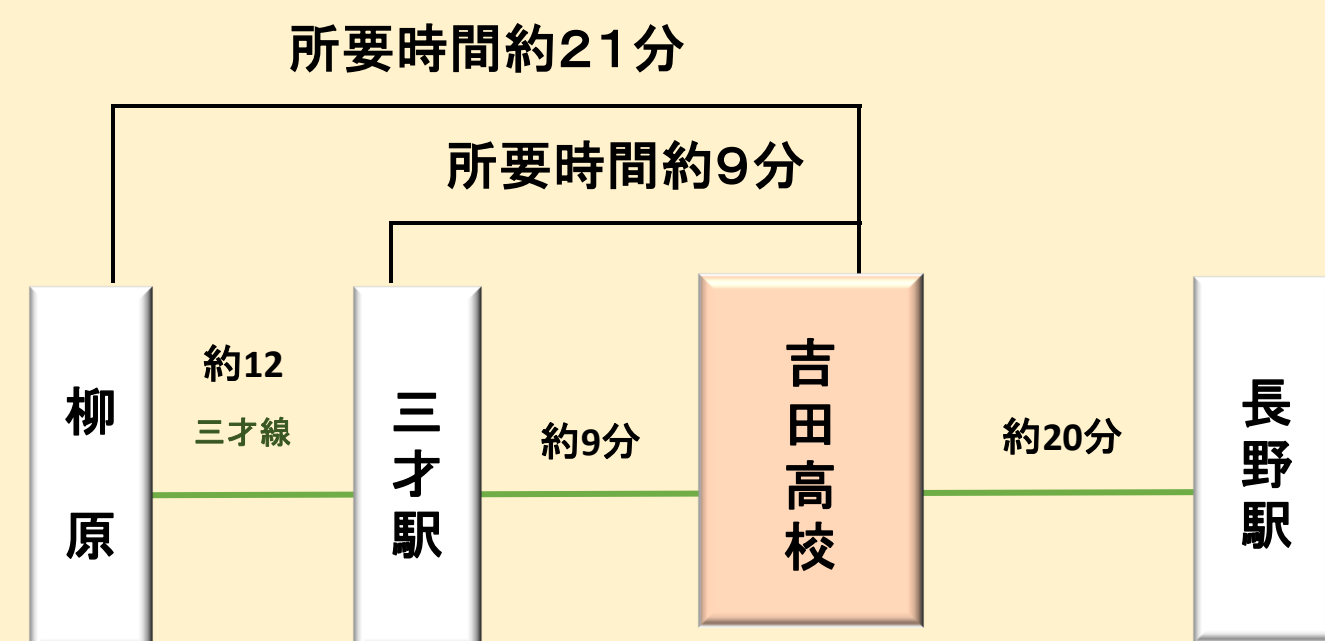 所要時間約21分
所要時間約9分
柳原
約12
三才線
三才駅
約9分
吉田高校
約20分
長野駅